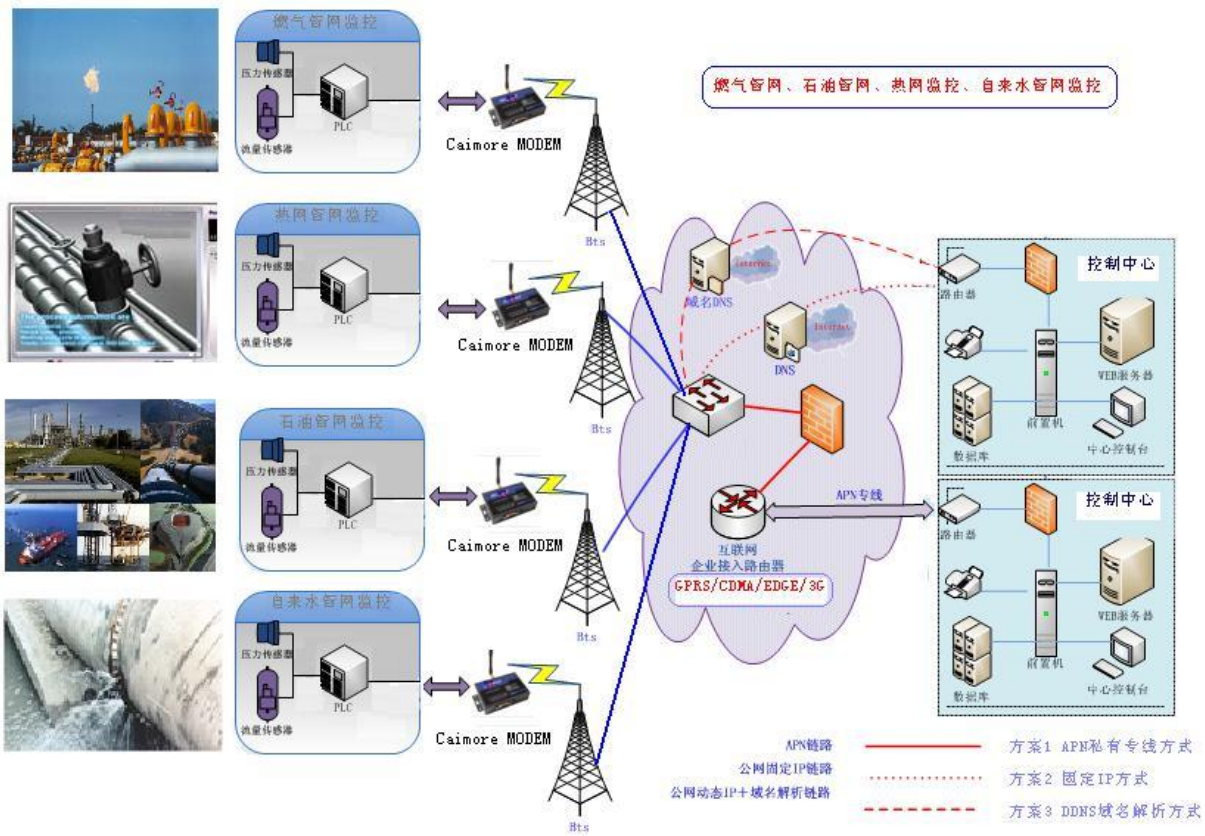 燃气管网监控
压力传感器
PLC
流量传感器
Caimore MODEM
Bts
燃气管网、石油管网、热网监控、自来水管网监控
热网管网监控
压力传感器
PLC
流量传感器
Caimore MODEM
Bts
石油管网监控
压力传感器
PLC
流量传感器
Caimore MODEM
Bts
自来水管网监控
压力传感器
PLC
流量传感器
Caimore MODEM
Bts
Internet
域名DNS
Internet
DNS
APN专线
互联网
企业接入路由器
GPRS/CDMA/EDGE/3G
控制中心
路由器
WEB服务器
前置机
数据库
中心控制台
控制中心
路由器
WEB服务器
前置机
数据库
中心控制台
APN链路
方案1 APN私有专线方式
公网固定IP链路
方案2 固定IP方式
公网动态IP+域名解析链路
方案3 DDNS域名解析方式